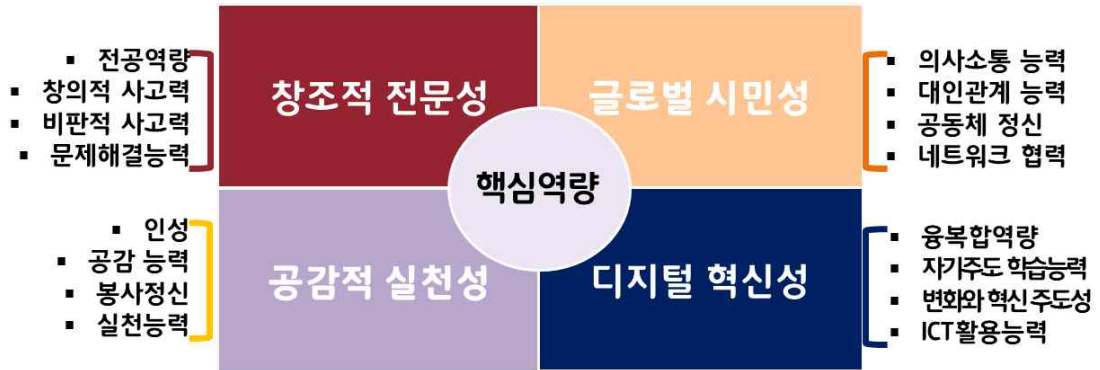 ▪ 전공역량
▪ 창의적 사고력
▪ 비판적 사고력
▪ 문제해결능력
창조적 전문성
글로벌 시민성
▪ 의사소통 능력
▪ 대인관계 능력
▪ 공동체 정신
▪ 네트워크 협력
핵심역량
▪ 인성
▪ 공감 능력
▪ 봉사정신
▪ 실천능력
공감적 실천성
디지털 혁신성
▪ 융복합역량
▪ 자기주도 학습능력
▪ 변화와 혁신 주도성
▪ ICT활용능력